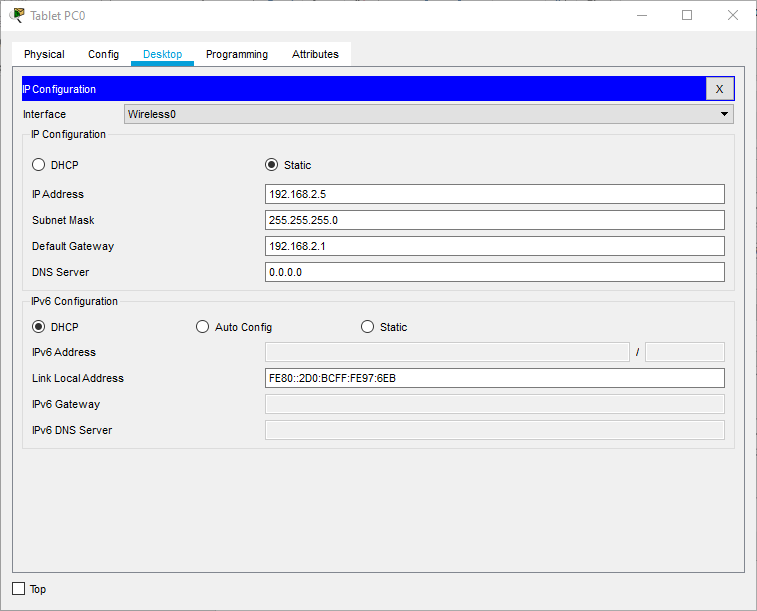 Tablet PC0
Physical Config Desktop Programming Attributes
IP Configuration X
Interface Wireless0
IP Configuration
DHCP Static
IP Address 192.168.2.5
Subnet Mask 255.255.255.0
Default Gateway 192.168.2.1
DNS Server 0.0.0.0
IPv6 Configuration
DHCP Auto Config Static
IPv6 Address /
Link Local Address FE80::2D0:BCFF:FE97:6EB
IPv6 Gateway
IPv6 DNS Server
Top